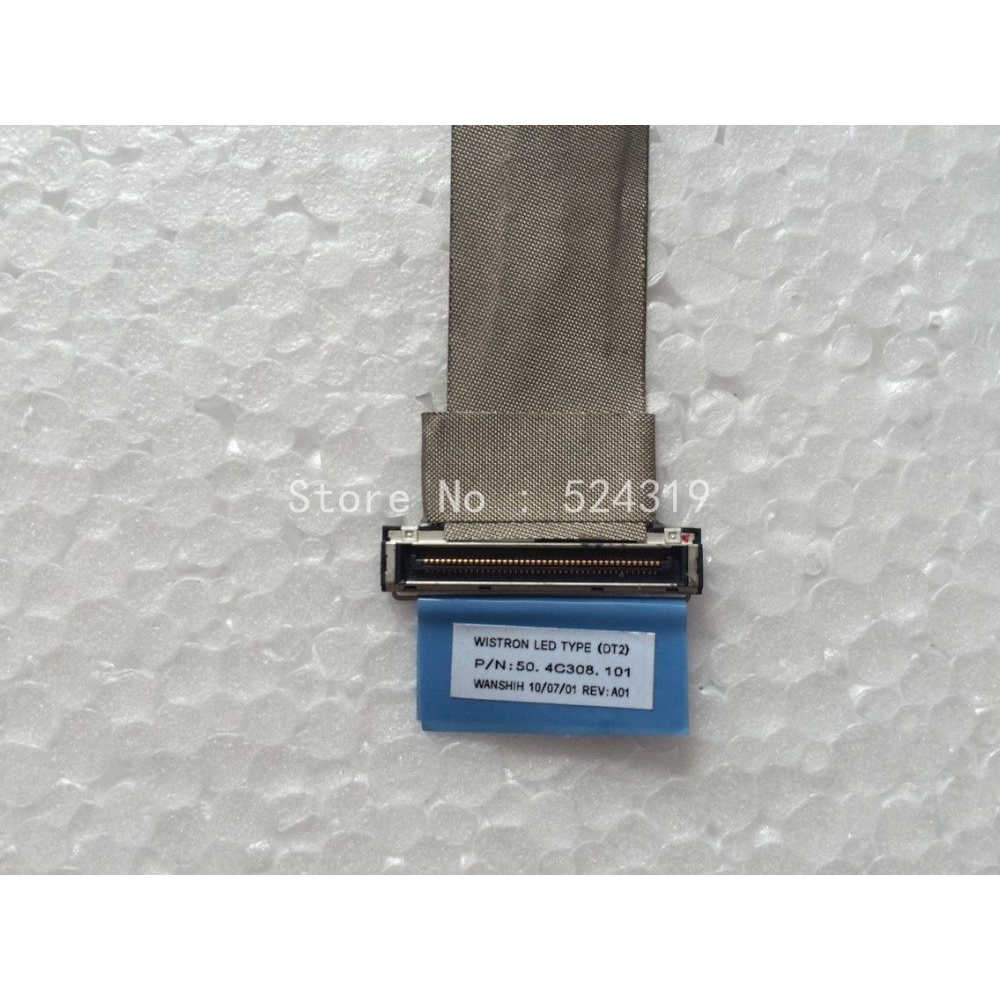 Store No : 524319
WISTRON LED TYPE (DT2)
P/N:50.4C308.101
WANSHIH 10/07/01 REV:A01